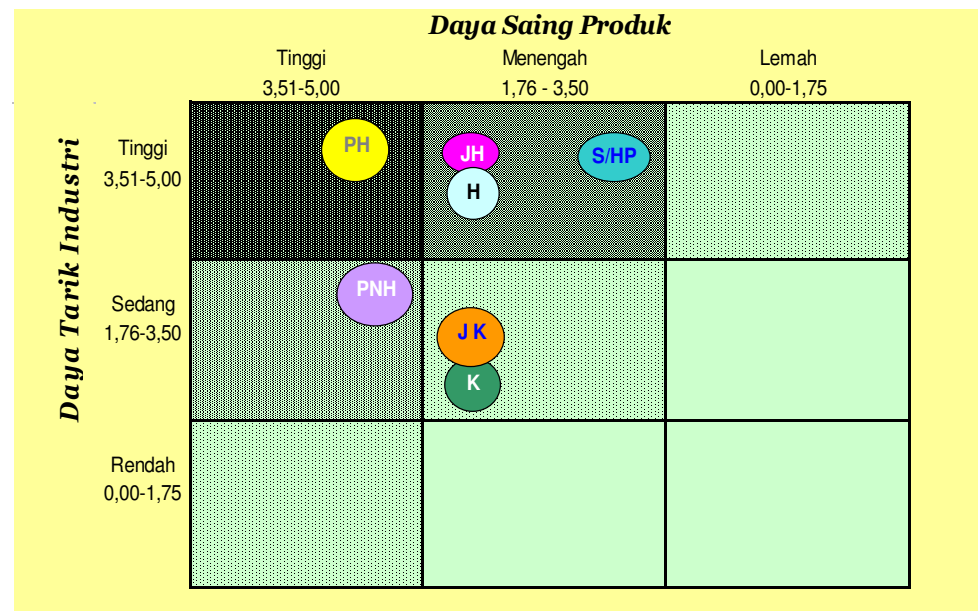 Daya Saing Produk
Tinggi Menengah Lemah
3,51-5,00 1,76 - 3,50 0,00-1,75
Daya Tarik Industri
Tinggi
3,51-5,00
PH JH S/HP
H
Sedang
1,76-3,50
PNH
J K
K
Rendah
0,00-1,75